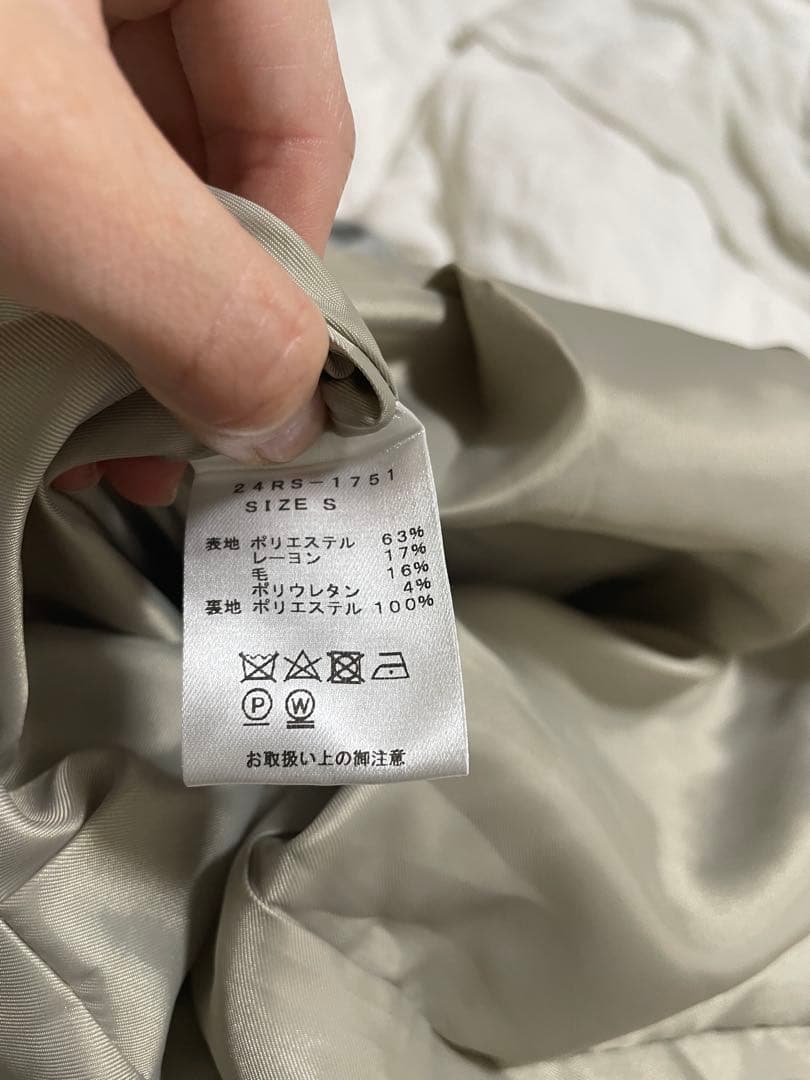 24RS-1751
SIZE S
表地 ポリエステル 63%
レーヨン 17%
毛 16%
ポリウレタン 4%
裏地 ポリエステル 100%
P W
お取扱い上の御注意